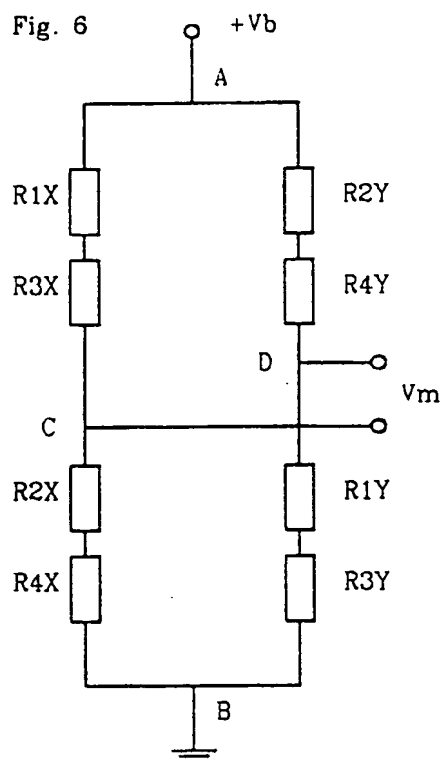 Fig. 6 +Vb
A
R1X R2Y
R3X R4Y
D
Vm
C
R2X R1Y
R4X R3Y
B